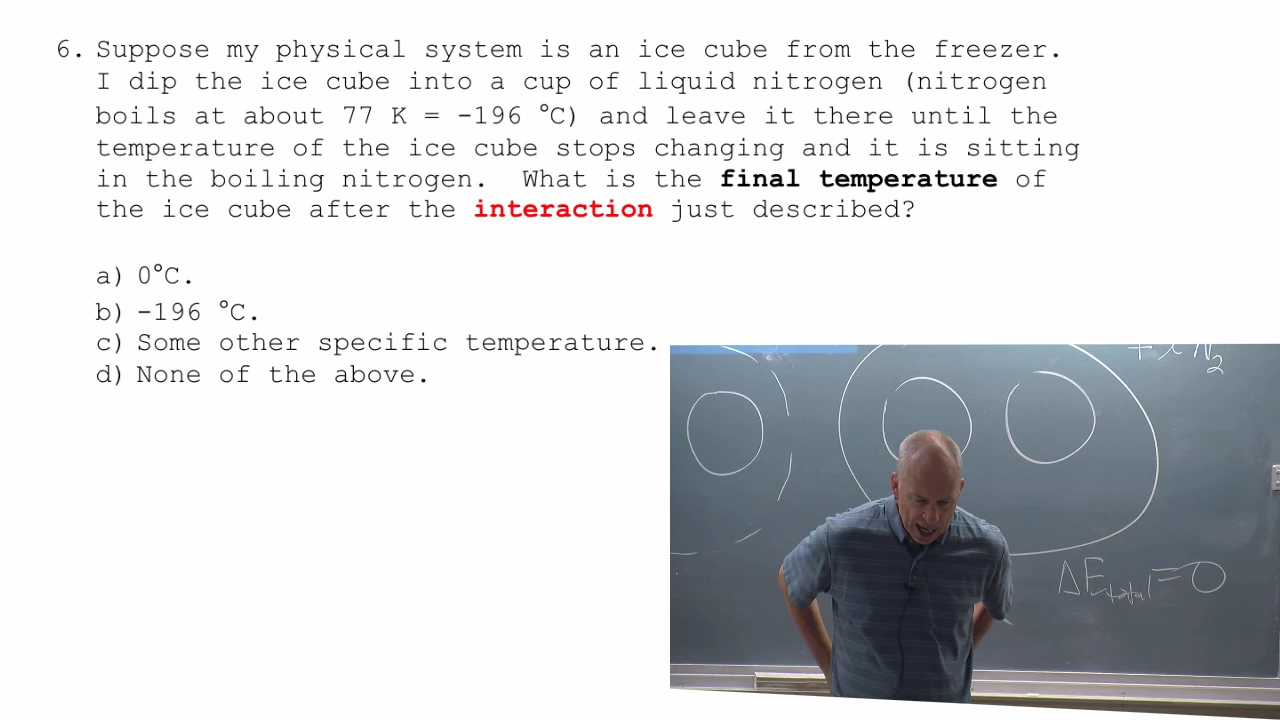 6. Suppose my physical system is an ice cube from the freezer.
I dip the ice cube into a cup of liquid nitrogen (nitrogen
boils at about 77 K = -196 °C) and leave it there until the
temperature of the ice cube stops changing and it is sitting
in the boiling nitrogen. What is the final temperature of
the ice cube after the interaction just described?
a) 0°C.
b) -196 °C.
c) Some other specific temperature.
d) None of the above.
N₂
ΔE total = 0